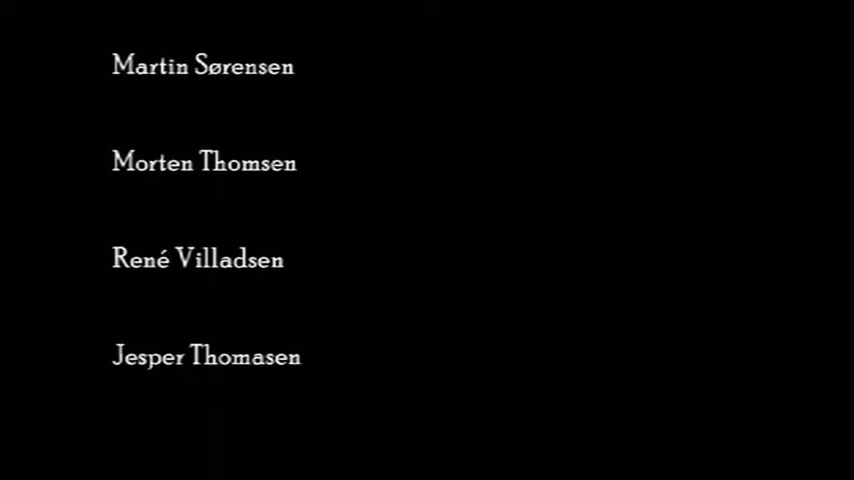 Martin Sørensen
Morten Thomsen
René Villadsen
Jesper Thomasen